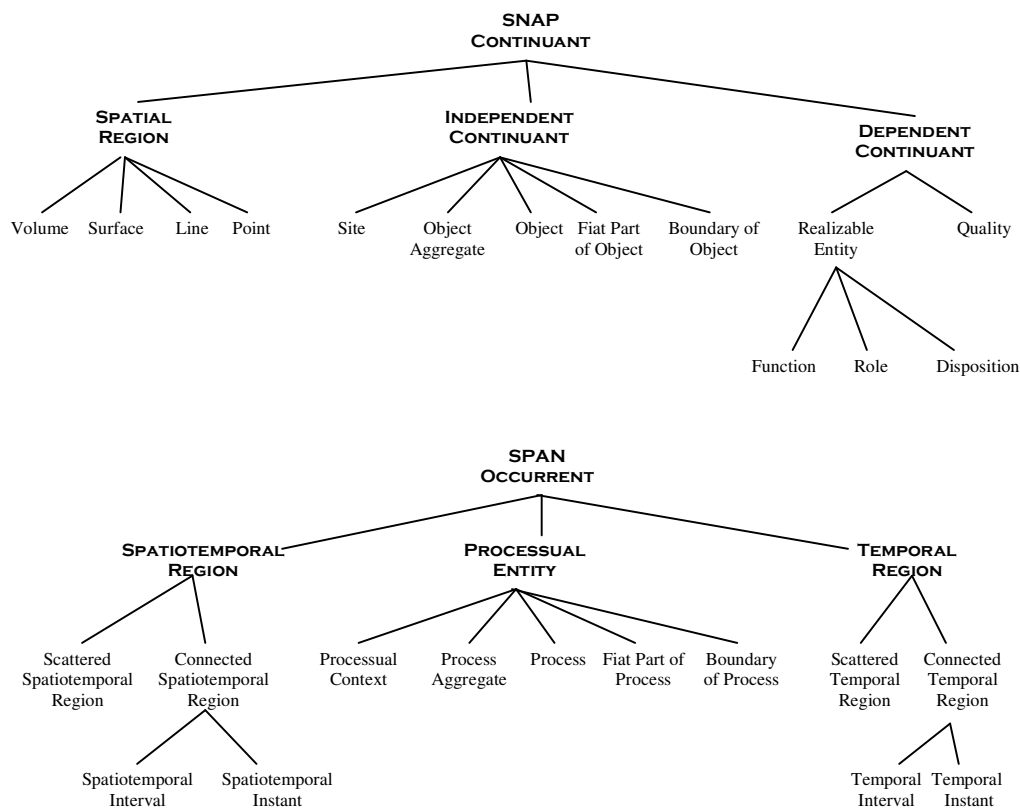 SNAP
CONTINUANT
SPATIAL
REGION
INDEPENDENT
CONTINUANT
DEPENDENT
CONTINUANT
Volume
Surface
Line
Point
Site
Object
Aggregate
Object
Fiat Part
of Object
Boundary of
Object
Realizable
Entity
Quality
Function
Role
Disposition
SPAN
OCCURRENT
SPATIOTEMPORAL
REGION
PROCESSUAL
ENTITY
TEMPORAL
REGION
Scattered
Spatiotemporal
Region
Connected
Spatiotemporal
Region
Processual
Context
Process
Aggregate
Process
Fiat Part of
Process
Boundary
of Process
Scattered
Temporal
Region
Connected
Temporal
Region
Spatiotemporal
Interval
Spatiotemporal
Instant
Temporal
Interval
Temporal
Instant